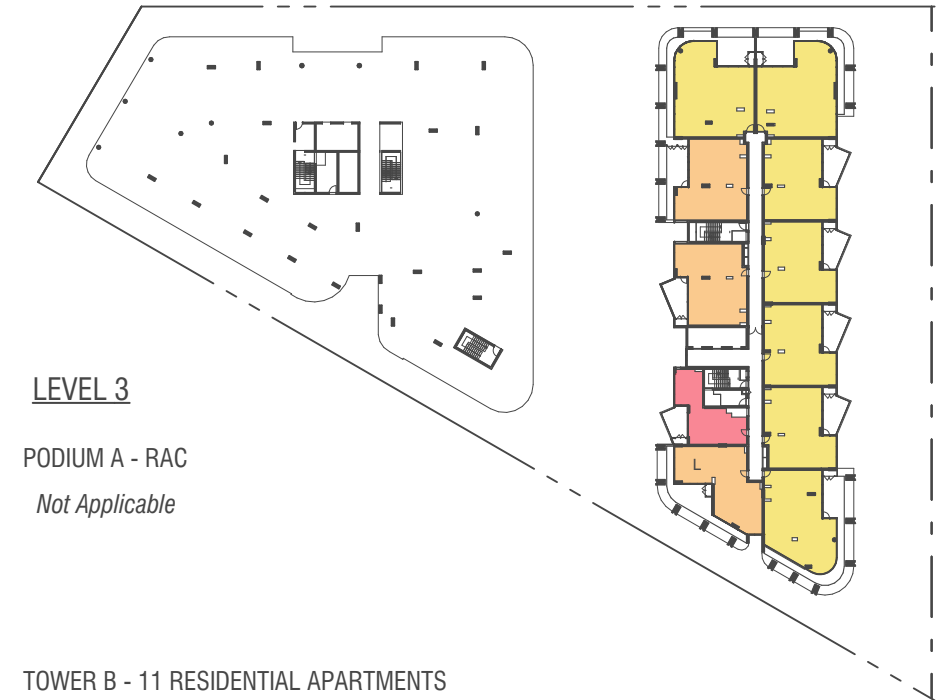 L
LEVEL 3
PODIUM A - RAC
Not Applicable
TOWER B - 11 RESIDENTIAL APARTMENTS